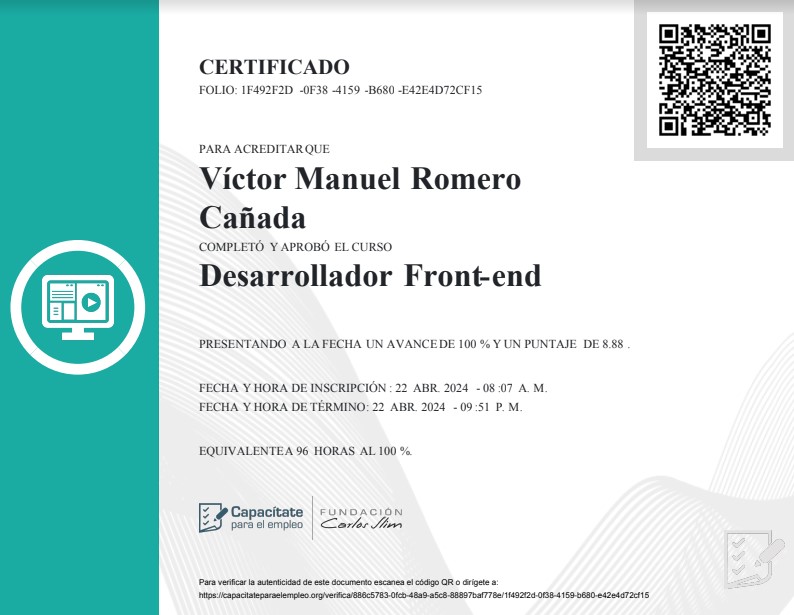 CERTIFICADO
FOLIO: 1F492F2D -0F38 -4159 -B680 -E42E4D72CF15
PARA ACREDITAR QUE
Víctor Manuel Romero
Cañada
COMPLETÓ Y APROBÓ EL CURSO
Desarrollador Front-end
PRESENTANDO A LA FECHA UN AVANCE DE 100 % Y UN PUNTAJE DE 8.88 .
FECHA Y HORA DE INSCRIPCIÓN : 22 ABR. 2024 - 08 :07 A. M.
FECHA Y HORA DE TÉRMINO: 22 ABR. 2024 - 09 :51 P. M.
EQUIVALENTE A 96 HORAS AL 100 %.
Capacítate para el empleo
FUNDACIÓN Carlos Slim
Para verificar la autenticidad de este documento escanea el código QR o dirígete a:
https://capacitateparaelempleo.org/verifica/886c5783-0fcb-48a9-a5c8-88897baf778e/1f492f2d-0f38-4159-b680-e42e4d72cf15